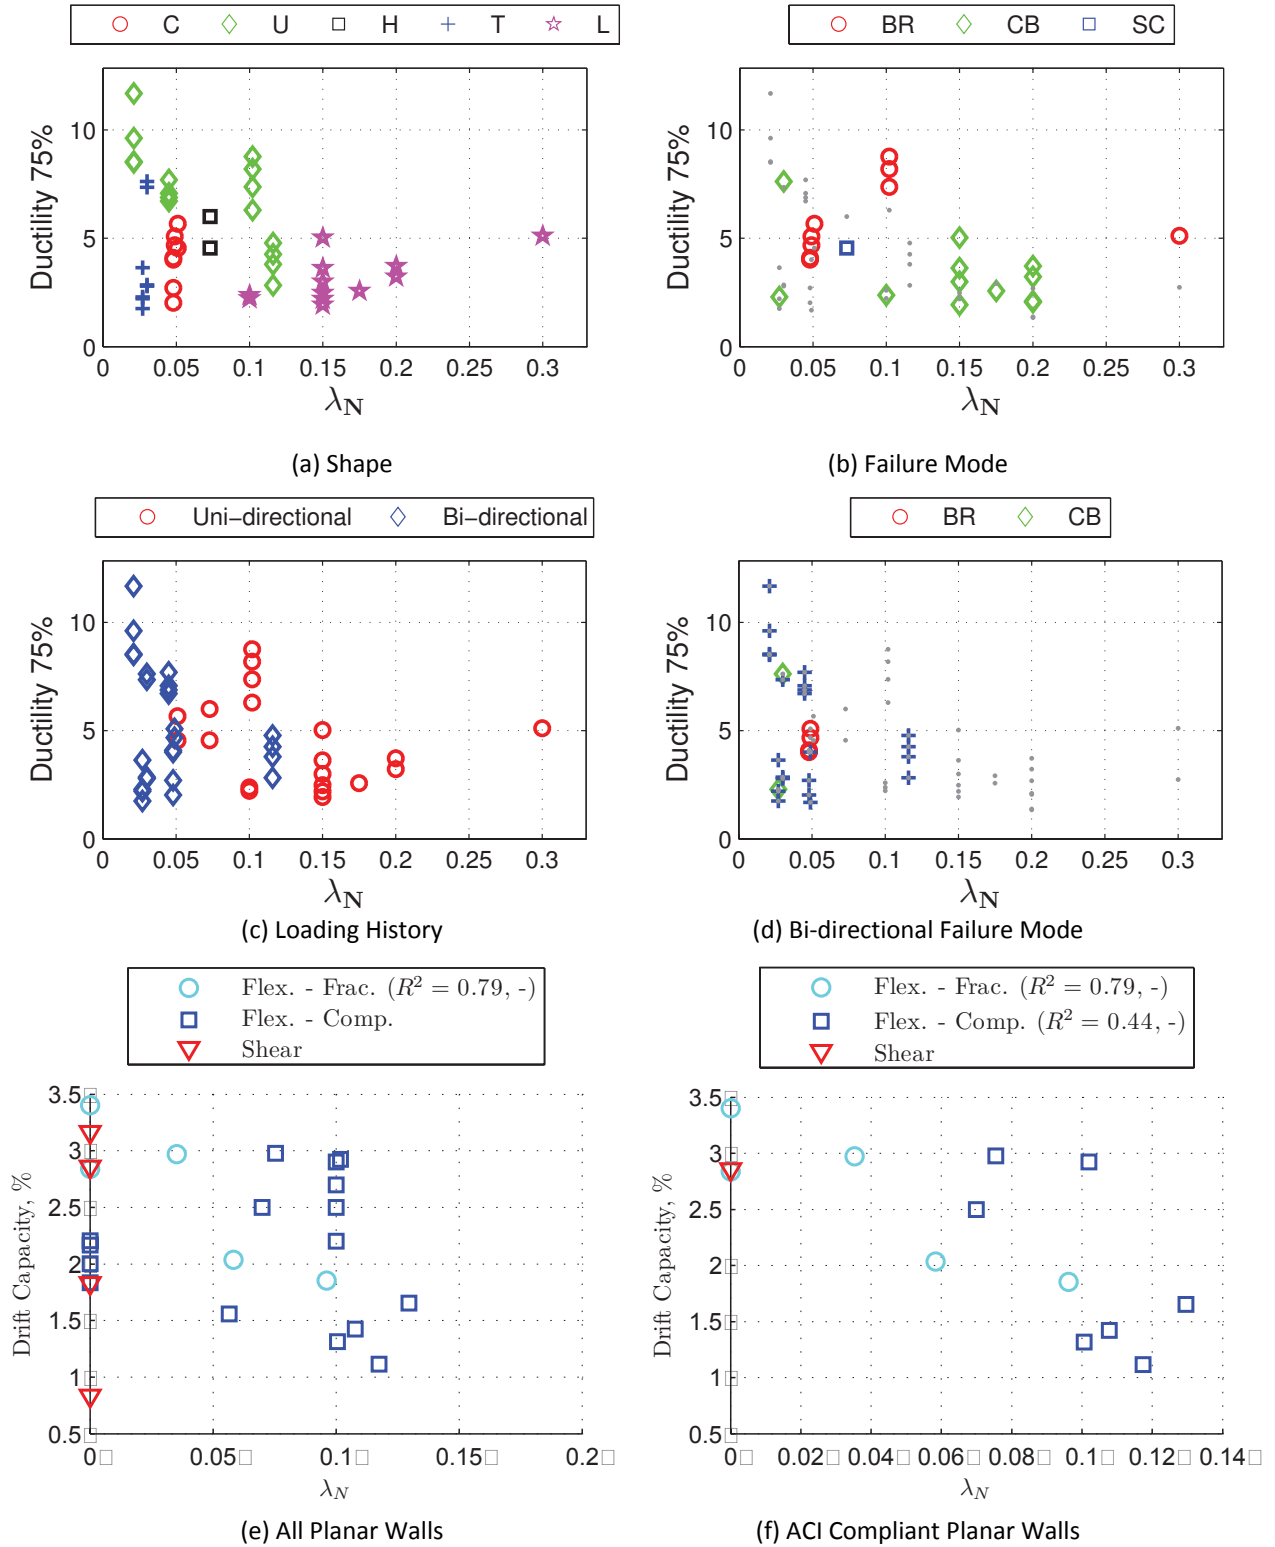 C U H T L
BR CB SC
Ductility 75%
10
5
0
0 0.05 0.1 0.15 0.2 0.25 0.3
λN
(a) Shape
Ductility 75%
10
5
0
0 0.05 0.1 0.15 0.2 0.25 0.3
λN
(b) Failure Mode
Uni-directional Bi-directional
BR CB
Ductility 75%
10
5
0
0 0.05 0.1 0.15 0.2 0.25 0.3
λN
(c) Loading History
Ductility 75%
10
5
0
0 0.05 0.1 0.15 0.2 0.25 0.3
λN
(d) Bi-directional Failure Mode
Flex. - Frac. (R² = 0.79, -)
Flex. - Comp.
Shear
Drift Capacity, %
3.5
3
2.5
2
1.5
1
0.5
0 0.05 0.1 0.15 0.2
λN
(e) All Planar Walls
Flex. - Frac. (R² = 0.79, -)
Flex. - Comp. (R² = 0.44, -)
Shear
Drift Capacity, %
3.5
3
2.5
2
1.5
1
0.5
0 0.02 0.04 0.06 0.08 0.1 0.12 0.14
λN
(f) ACI Compliant Planar Walls